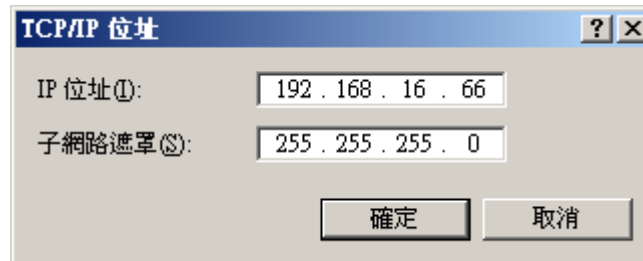 TCP/IP 位址
IP 位址(I): 192 . 168 . 16 . 66
子網路遮罩(S): 255 . 255 . 255 . 0
確定 取消